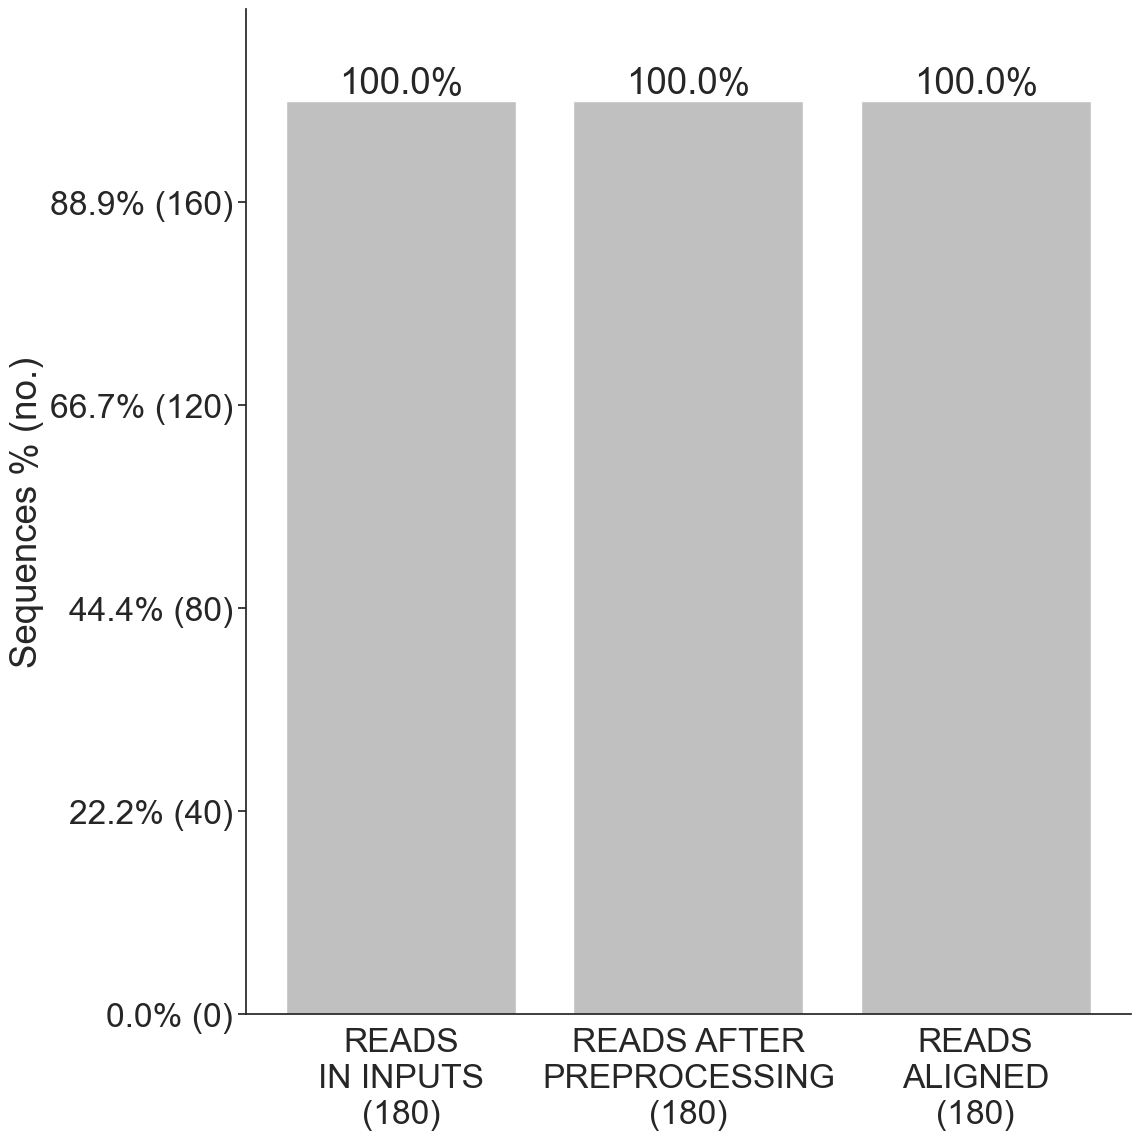 100.0%
100.0%
100.0%
88.9% (160)
66.7% (120)
44.4% (80)
22.2% (40)
0.0% (0)
Sequences % (no.)
READS
IN INPUTS
(180)
READS AFTER
PREPROCESSING
(180)
READS
ALIGNED
(180)